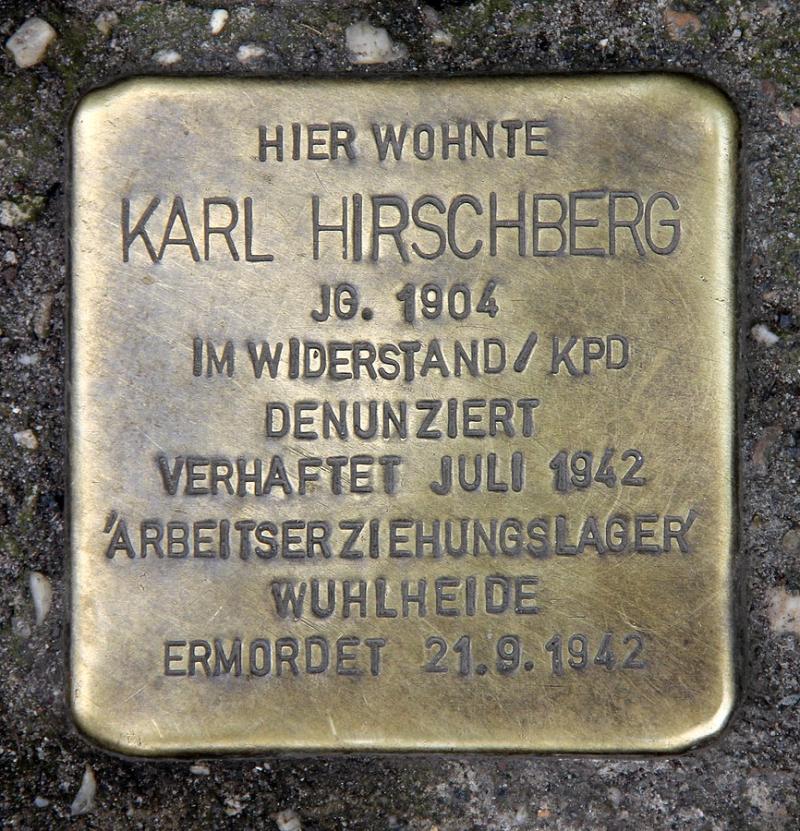 HIER WOHNTE
KARL HIRSCHBERG
JG. 1904
IM WIDERSTAND / KPD
DENUNZIERT
VERHAFTET JULI 1942
'ARBEITSERZIEHUNGSLAGER'
WUHLHEIDE
ERMORDET 21.9.1942